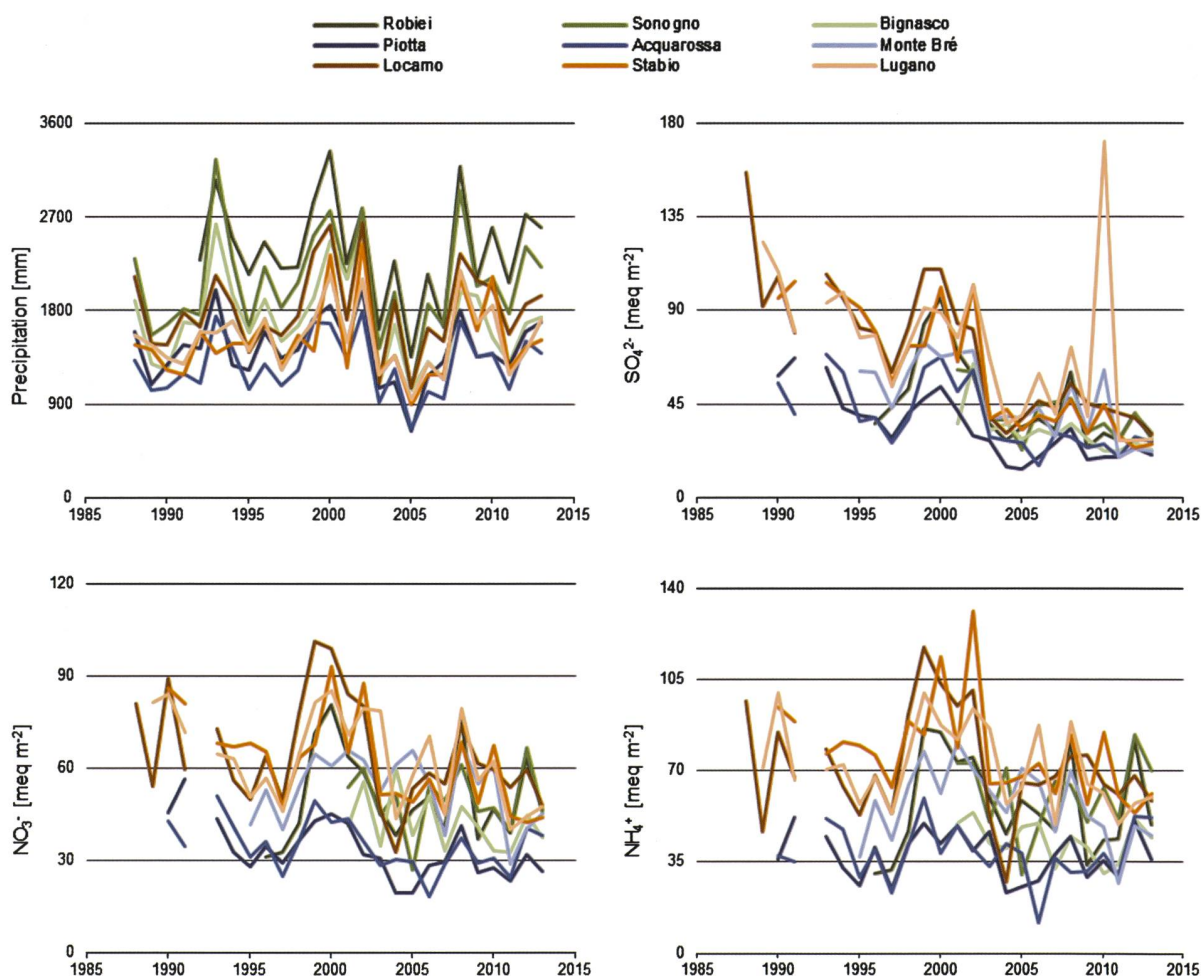 Robiei Sonogno Bignasco
Piotta Acquarossa Monte Bré
Locarno Stabio Lugano
Precipitation [mm]
3600
2700
1800
900
0
1985 1990 1995 2000 2005 2010 2015
SO₄²⁻ [meq m⁻²]
180
135
90
45
0
1985 1990 1995 2000 2005 2010 2015
NO₃⁻ [meq m⁻²]
120
90
60
30
0
1985 1990 1995 2000 2005 2010 2015
NH₄⁺ [meq m⁻²]
140
105
70
35
0
1985 1990 1995 2000 2005 2010 2015